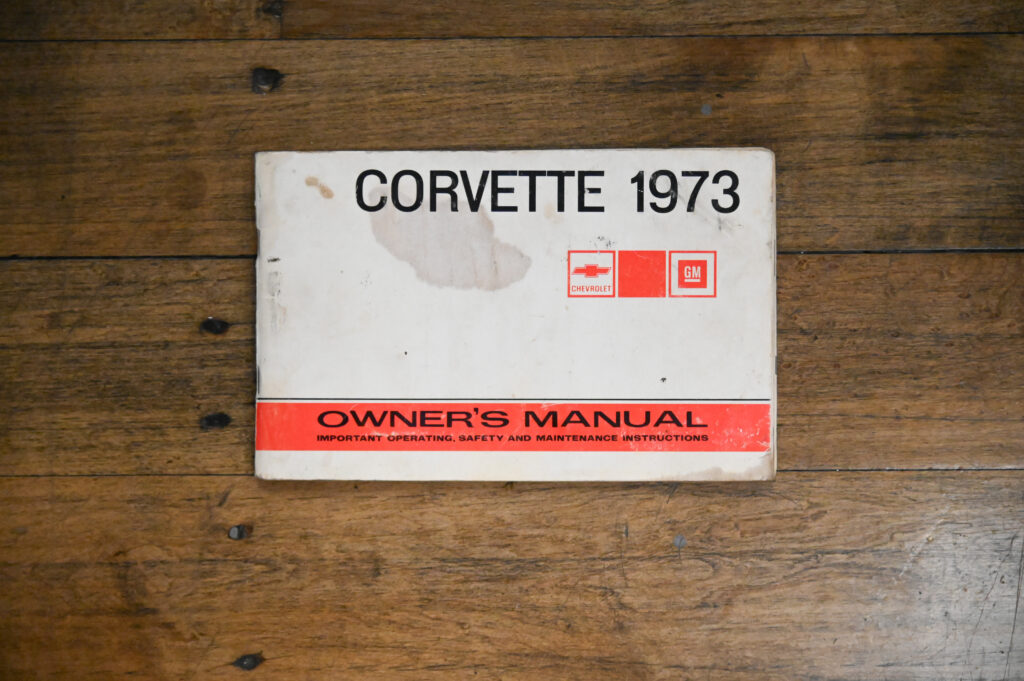 CORVETTE 1973
CHEVROLET
GM
OWNER'S MANUAL
IMPORTANT OPERATING, SAFETY AND MAINTENANCE INSTRUCTIONS